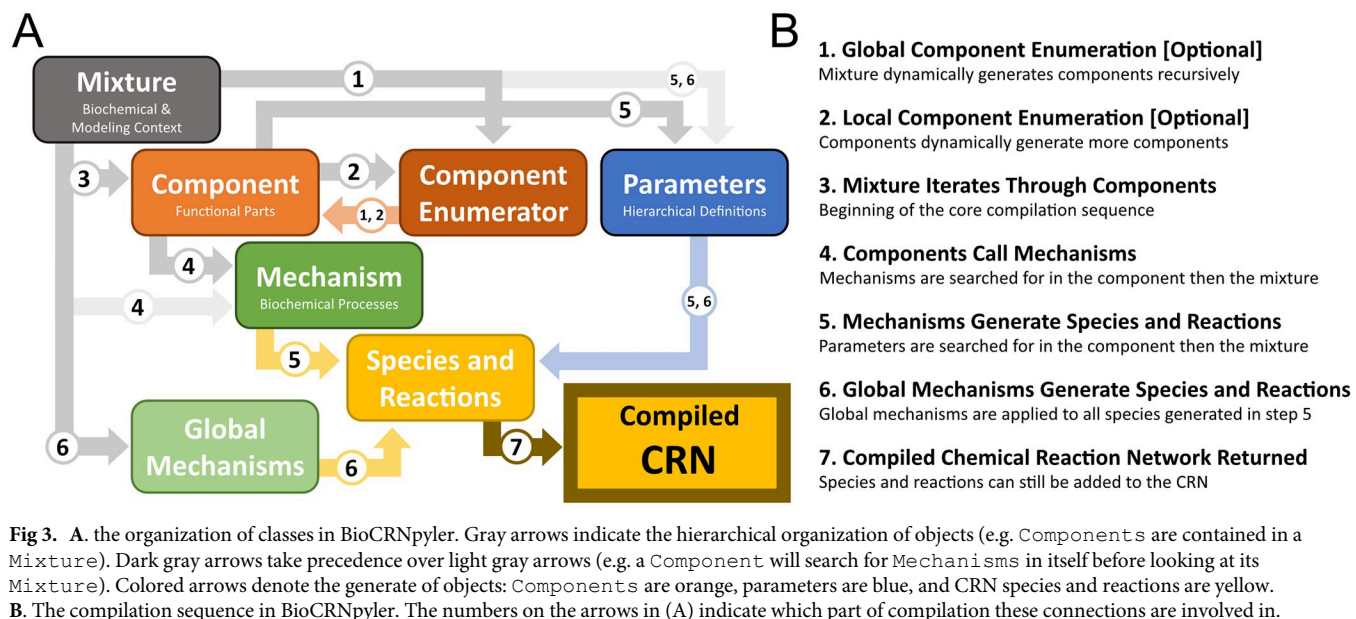 A
Mixture
Biochemical &
Modeling Context
1
5, 6
5
3
Component
Functional Parts
2
1, 2
Component
Enumerator
Parameters
Hierarchical Definitions
4
Mechanism
Biochemical Processes
4
5, 6
5
Species and
Reactions
6
Global
Mechanisms
6
7
Compiled
CRN
B
1. Global Component Enumeration [Optional]
Mixture dynamically generates components recursively
2. Local Component Enumeration [Optional]
Components dynamically generate more components
3. Mixture Iterates Through Components
Beginning of the core compilation sequence
4. Components Call Mechanisms
Mechanisms are searched for in the component then the mixture
5. Mechanisms Generate Species and Reactions
Parameters are searched for in the component then the mixture
6. Global Mechanisms Generate Species and Reactions
Global mechanisms are applied to all species generated in step 5
7. Compiled Chemical Reaction Network Returned
Species and reactions can still be added to the CRN
Fig 3. A. the organization of classes in BioCRNpyler. Gray arrows indicate the hierarchical organization of objects (e.g. Components are contained in a
Mixture). Dark gray arrows take precedence over light gray arrows (e.g. a Component will search for Mechanisms in itself before looking at its
Mixture). Colored arrows denote the generate of objects: Components are orange, parameters are blue, and CRN species and reactions are yellow.
B. The compilation sequence in BioCRNpyler. The numbers on the arrows in (A) indicate which part of compilation these connections are involved in.